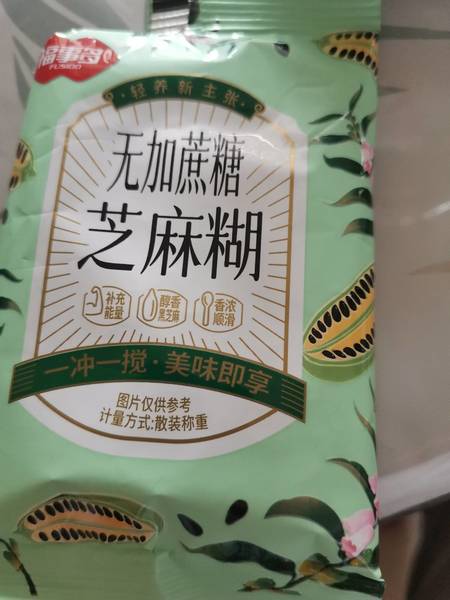 福事多
FUSIDO
轻养新主张
无加蔗糖
芝麻糊
补充
能量
醇香
黑芝麻
香浓
顺滑
一冲一搅·美味即享
图片仅供参考
计量方式:散装称重